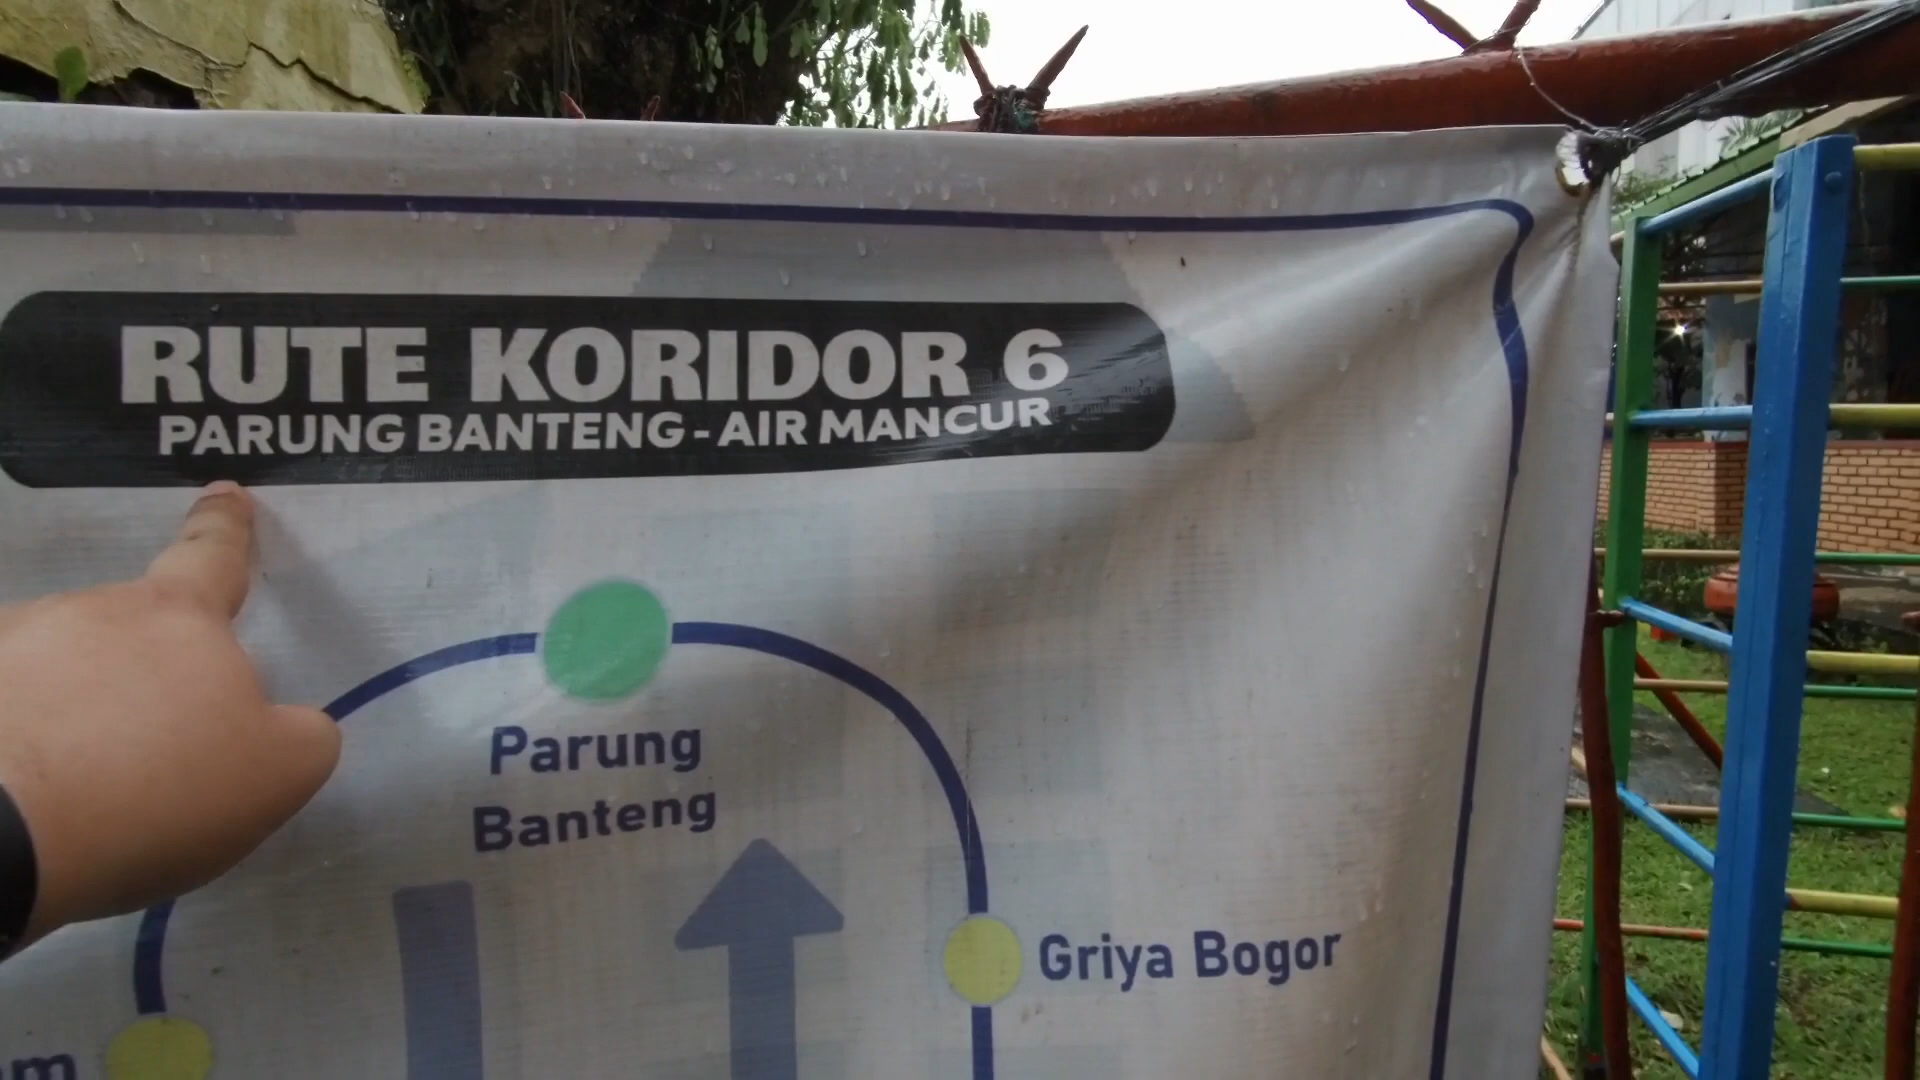 RUTE KORIDOR 6
PARUNG BANTENG - AIR MANCUR
Parung
Banteng
Griya Bogor